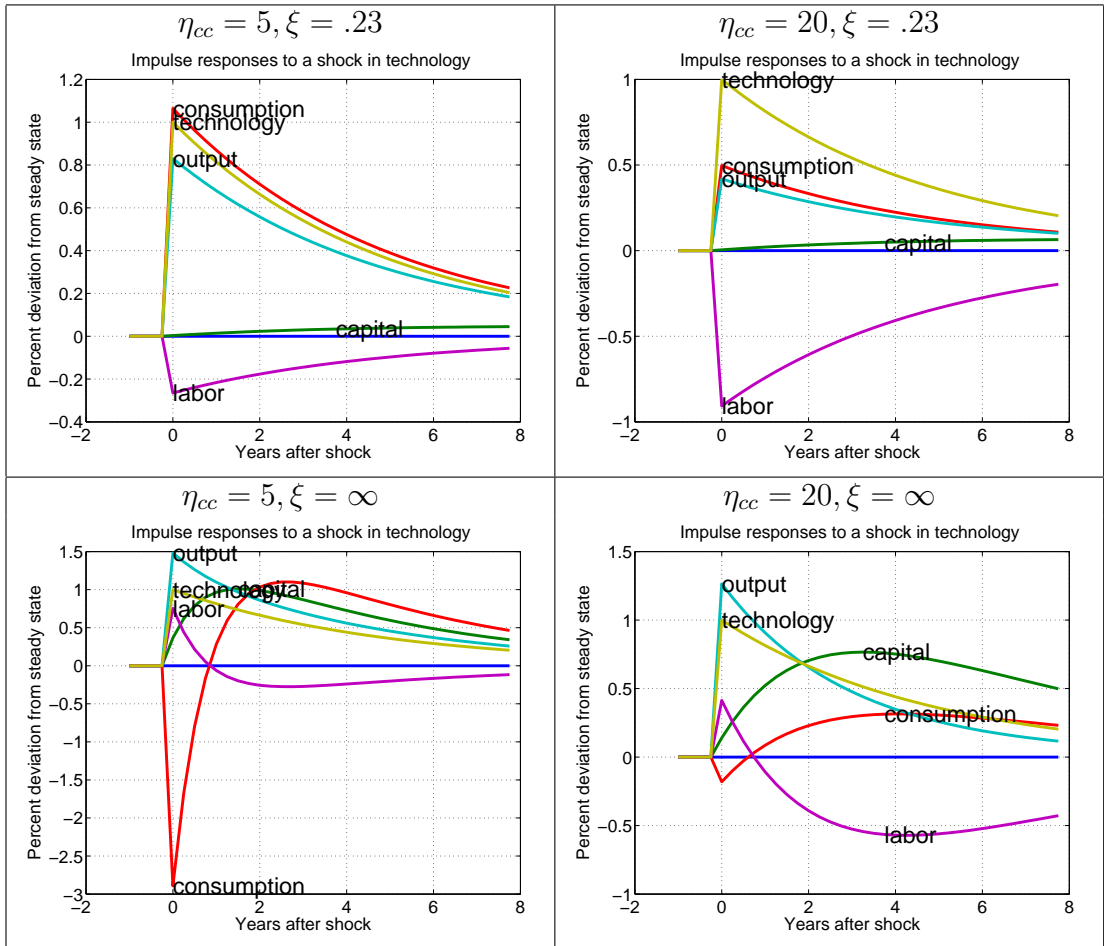 η_cc = 5, ξ = .23
Impulse responses to a shock in technology
Percent deviation from steady state
1.2
1
0.8
0.6
0.4
0.2
0
−0.2
−0.4
consumption
technology
output
capital
labor
−2 0 2 4 6 8
Years after shock
η_cc = 20, ξ = .23
Impulse responses to a shock in technology
Percent deviation from steady state
1
0.5
0
−0.5
−1
technology
consumption
output
capital
labor
−2 0 2 4 6 8
Years after shock
η_cc = 5, ξ = ∞
Impulse responses to a shock in technology
Percent deviation from steady state
1.5
1
0.5
0
−0.5
−1
−1.5
−2
−2.5
−3
output
technology
capital
labor
consumption
−2 0 2 4 6 8
Years after shock
η_cc = 20, ξ = ∞
Impulse responses to a shock in technology
Percent deviation from steady state
1.5
1
0.5
0
−0.5
−1
output
technology
capital
consumption
labor
−2 0 2 4 6 8
Years after shock